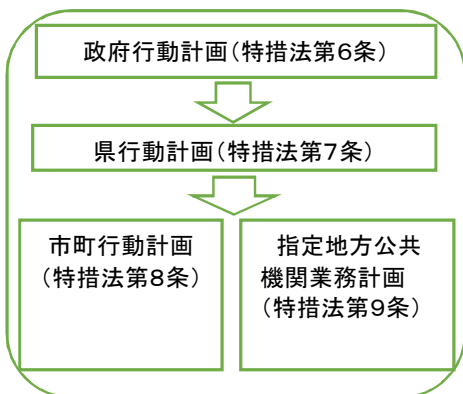 政府行動計画（特措法第６条）
県行動計画（特措法第７条）
市町行動計画
（特措法第８条）
指定地方公共
機関業務計画
（特措法第９条）